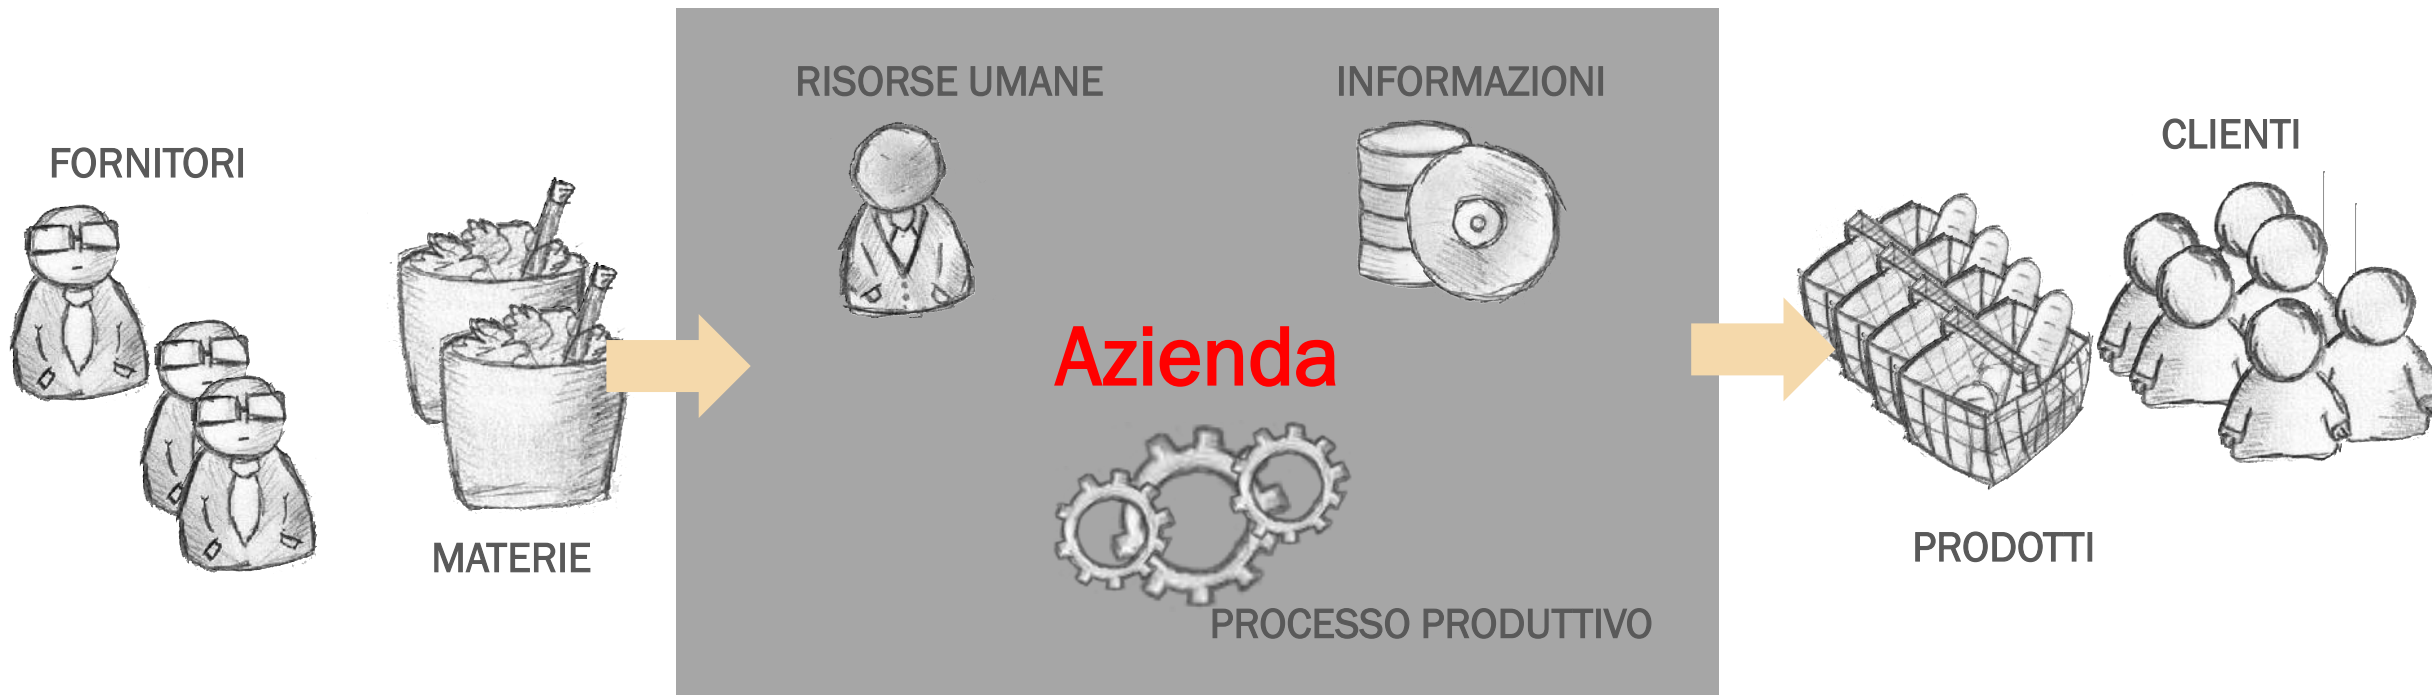 FORNITORI
MATERIE
RISORSE UMANE
INFORMAZIONI
Azienda
PROCESSO PRODUTTIVO
CLIENTI
PRODOTTI